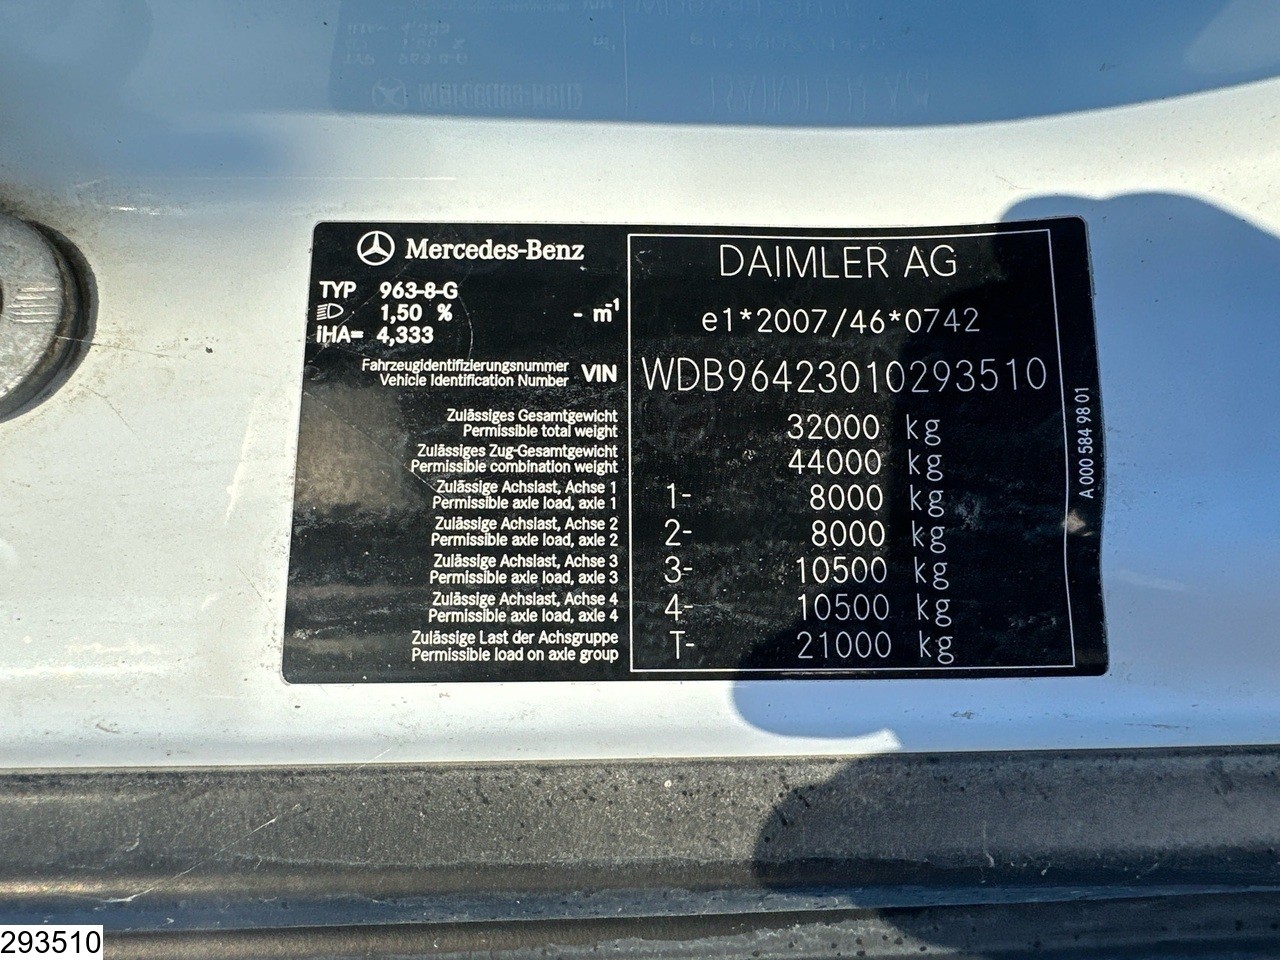 Mercedes-Benz
DAIMLER AG
TYP 963-8-G
1,50 % - m-1
iHA= 4,333
e1*2007/46*0742
Fahrzeugidentifizierungsnummer
Vehicle Identification Number VIN WDB96423010293510
Zulässiges Gesamtgewicht
Permissible total weight 32000 kg
Zulässiges Zug-Gesamtgewicht
Permissible combination weight 44000 kg
Zulässige Achslast, Achse 1
Permissible axle load, axle 1 1- 8000 kg
Zulässige Achslast, Achse 2
Permissible axle load, axle 2 2- 8000 kg
Zulässige Achslast, Achse 3
Permissible axle load, axle 3 3- 10500 kg
Zulässige Achslast, Achse 4
Permissible axle load, axle 4 4- 10500 kg
Zulässige Last der Achsgruppe
Permissible load on axle group T- 21000 kg
A 000 584 98 01
293510